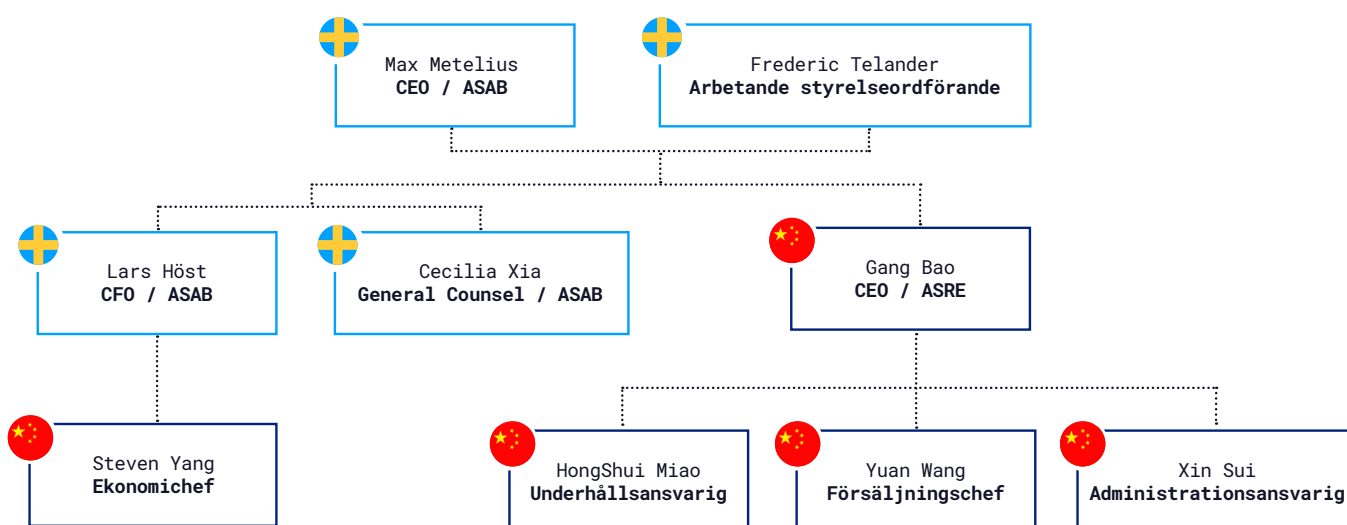 Max Metelius
CEO / ASAB
Frederic Telander
Arbetande styrelseordförande
Lars Höst
CFO / ASAB
Cecilia Xia
General Counsel / ASAB
Gang Bao
CEO / ASRE
Steven Yang
Ekonomichef
HongShui Miao
Underhållsansvarig
Yuan Wang
Försäljningschef
Xin Sui
Administrationsansvarig